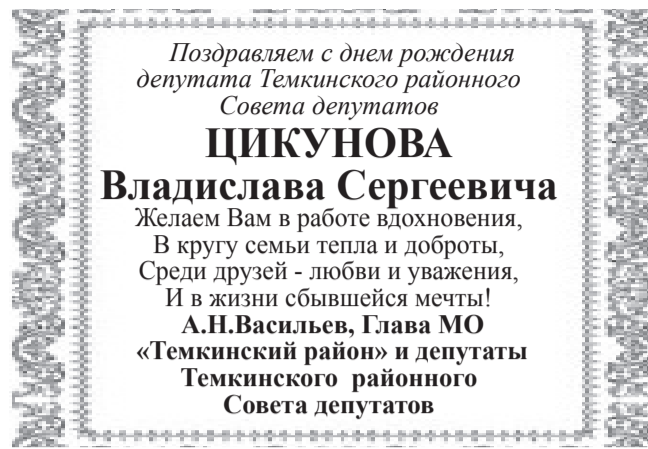 Поздравляем с днем рождения
депутата Темкинского районного
Совета депутатов
ЦИКУНОВА
Владислава Сергеевича
Желаем Вам в работе вдохновения,
В кругу семьи тепла и доброты,
Среди друзей - любви и уважения,
И в жизни сбывшейся мечты!
А.Н.Васильев, Глава МО
«Темкинский район» и депутаты
Темкинского районного
Совета депутатов